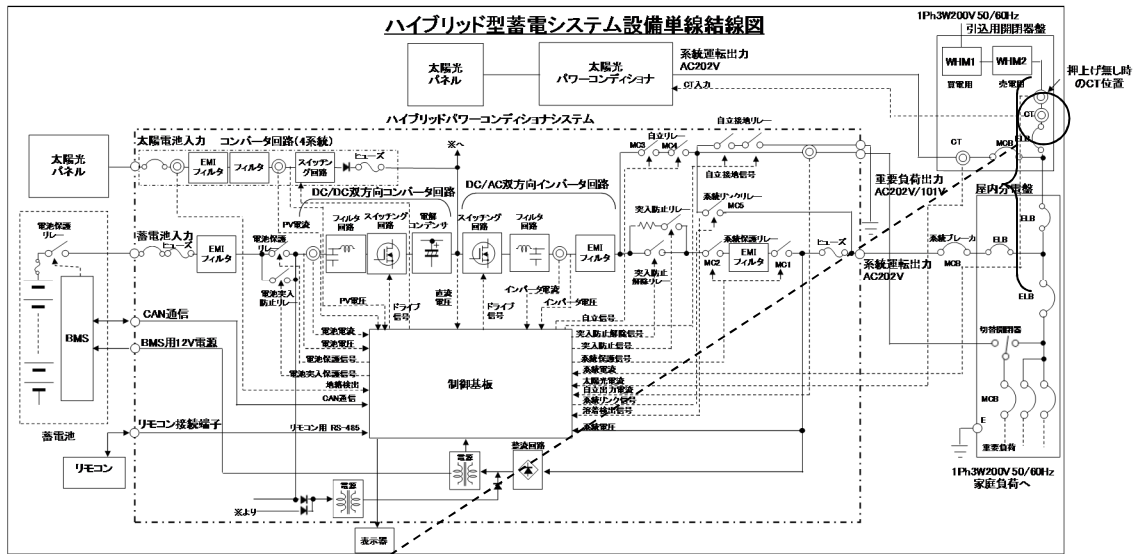 ハイブリッド型蓄電システム設備単線結線図
1Ph3W200V 50/60Hz
引込用開閉器盤
WHM1
WHM2
買電用
売電用
押上げ無し時
のCT位置
CT
ELB
CT
MCB
太陽光
パネル
太陽光
パワーコンディショナ
系統運転出力
AC202V
CT入力
ハイブリッドパワーコンディショナシステム
太陽光
パネル
太陽電池入力
コンバータ回路(4系統)
EMI
フィルタ
フィルタ
スイッチン
グ回路
ヒューズ
※へ
PV電流
DC/DC双方向コンバータ回路
DC/AC双方向インバータ回路
フィルタ
回路
スイッチング
回路
電解
コンデンサ
スイッチング
回路
フィルタ
回路
EMI
フィルタ
自立リレー
MC3
MC4
自立接地リレー
自立接地信号
系統リンクリレー
MC5
突入防止リレー
突入防止
解除リレー
系統保護リレー
MC2
EMI
フィルタ
MC1
ヒューズ
重要負荷出力
AC202V/101V
系統運転出力
AC202V
屋内分電盤
ELB
系統ブレーカ
MCB
ELB
ELB
切替開閉器
MCB
E
重要負荷
1Ph3W200V 50/60Hz
家庭負荷へ
電池保護
リレー
BMS
蓄電池
蓄電池入力
ヒューズ
EMI
フィルタ
電池保護
リレー
電池突入
防止リレー
PV電圧
ドライブ
信号
直流
電圧
ドライブ
信号
インバータ電流
インバータ電圧
CAN通信
BMS用12V電源
電池電流
電池電圧
電池保護信号
電池突入保護信号
地絡検出
CAN通信
リモコン用 RS-485
リモコン接続端子
リモコン
制御基板
自立信号
突入防止解除信号
突入防止信号
系統保護信号
系統電流
太陽光電流
自立出力電流
系統リンク信号
溶着検出信号
系統電圧
電源
整流回路
電源
※より
表示器